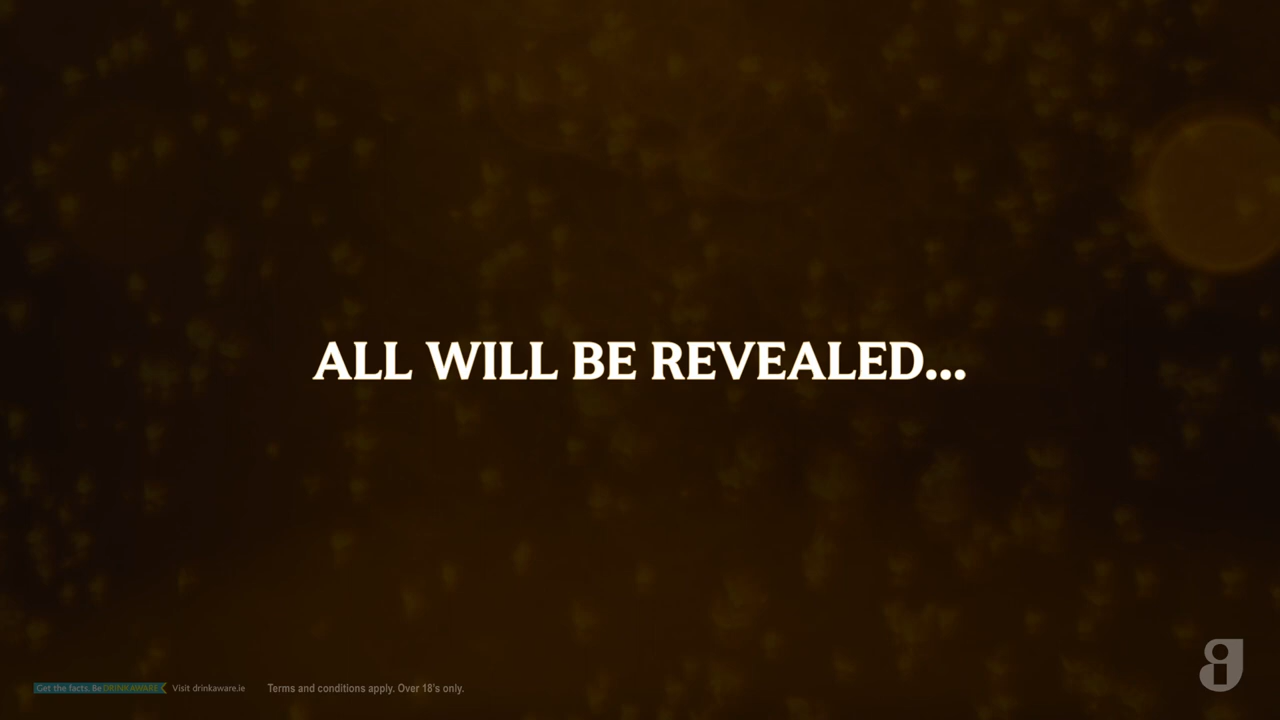 ALL WILL BE REVEALED...
Get the facts. Be DRINKAWARE Visit drinkaware.ie Terms and conditions apply. Over 18's only.